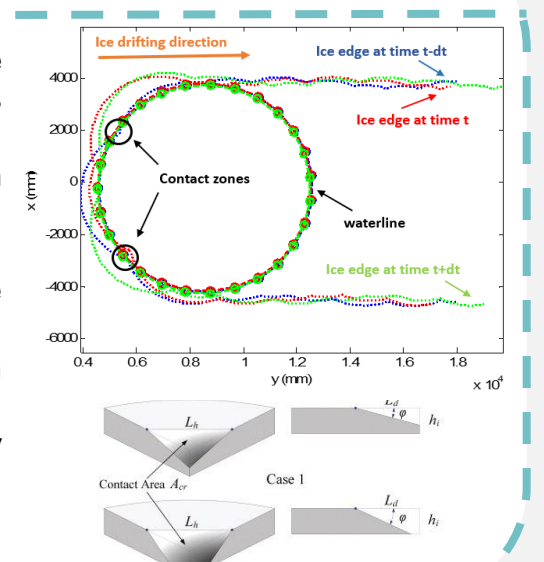 Ice drifting direction
Ice edge at time t-dt
Ice edge at time t
Contact zones
waterline
Ice edge at time t+dt
4000
2000
0
-2000
-4000
-6000
x (mm)
0.4
0.6
0.8
1
1.2
1.4
1.6
1.8
y (mm)
x 10⁴
L_h
L_d
φ
h_i
Contact Area A_cr
Case 1
L_h
L_d
φ
h_i